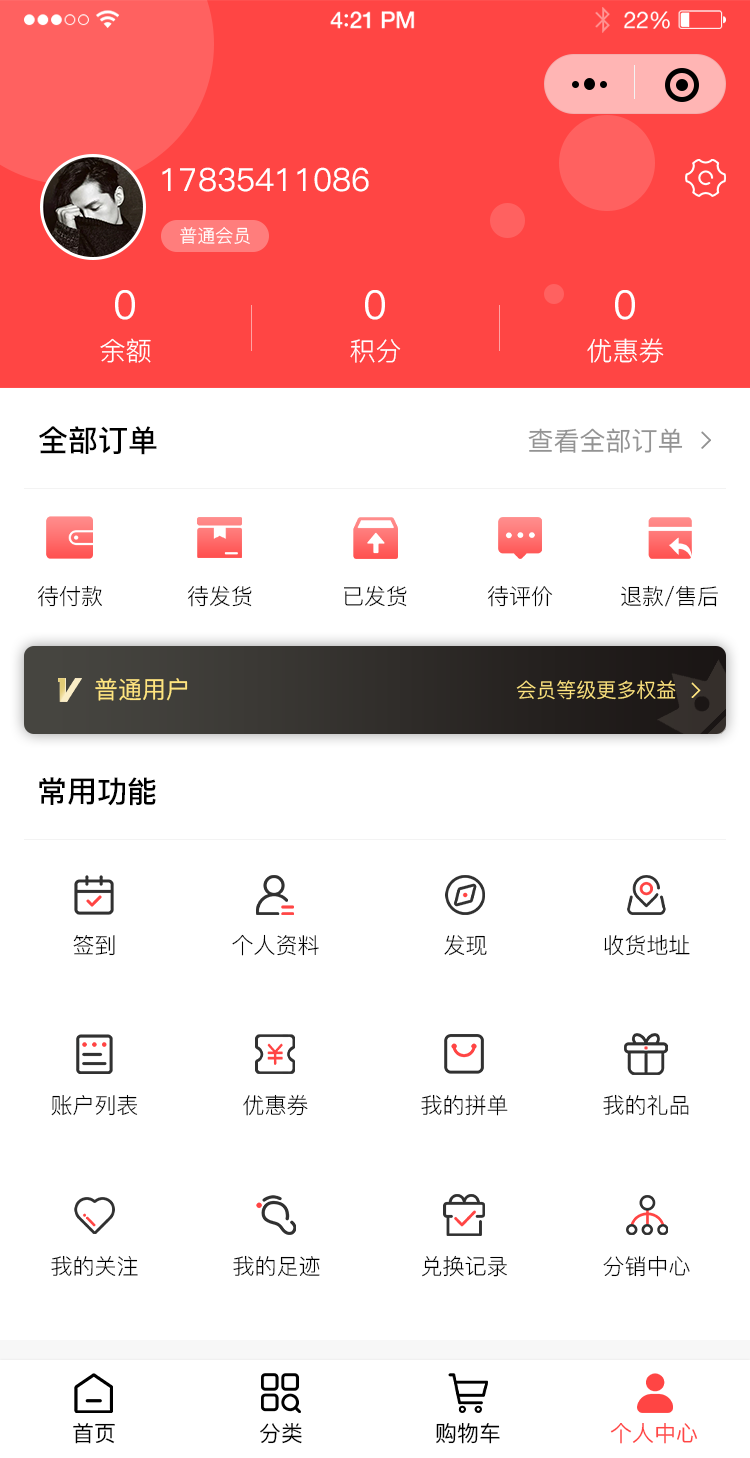 4:21 PM 22%
17835411086
普通会员
0 0 0
余额 积分 优惠券
全部订单 查看全部订单
待付款 待发货 已发货 待评价 退款/售后
普通用户 会员等级更多权益
常用功能
签到 个人资料 发现 收货地址
账户列表 优惠券 我的拼单 我的礼品
我的关注 我的足迹 兑换记录 分销中心
首页 分类 购物车 个人中心